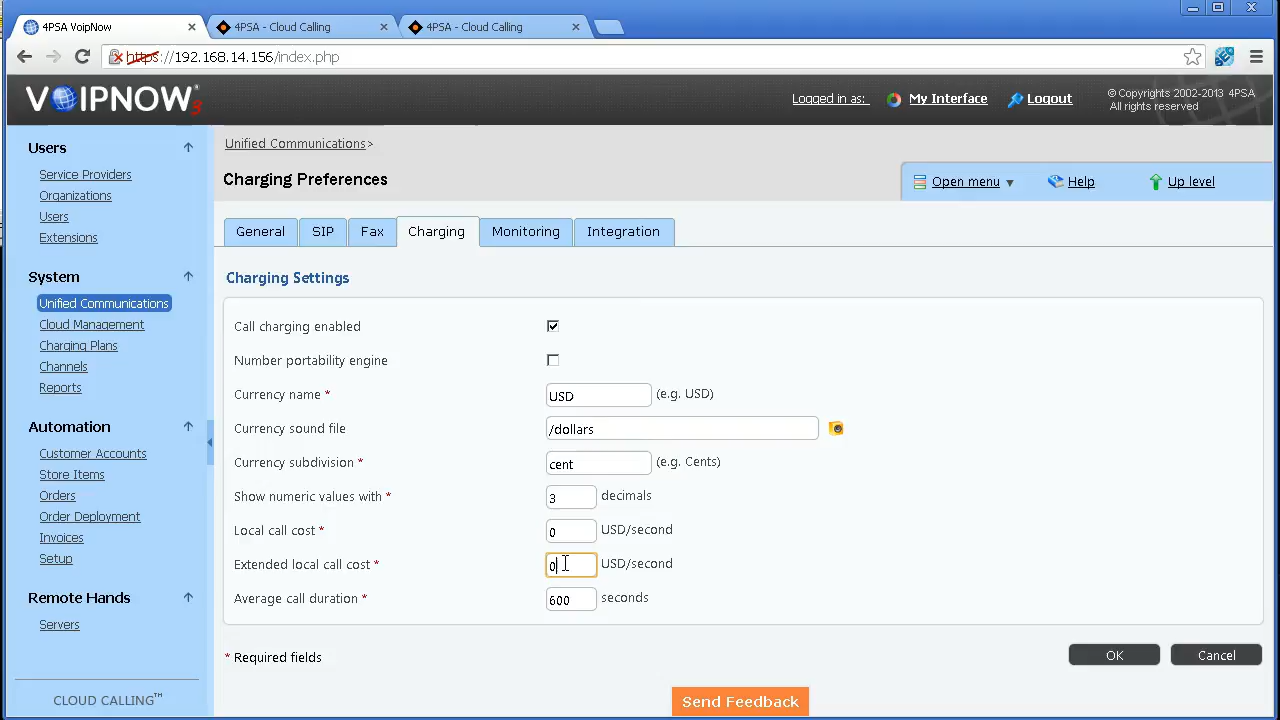 4PSA VoipNow
4PSA - Cloud Calling
4PSA - Cloud Calling
https://192.168.14.156/index.php
VOIPNOW 3
Logged in as:
My Interface
Logout
© Copyrights 2002-2013 4PSA
All rights reserved
Users
Service Providers
Organizations
Users
Extensions
System
Unified Communications
Cloud Management
Charging Plans
Channels
Reports
Automation
Customer Accounts
Store Items
Orders
Order Deployment
Invoices
Setup
Remote Hands
Servers
CLOUD CALLING™
Unified Communications>
Charging Preferences
Open menu
Help
Up level
General
SIP
Fax
Charging
Monitoring
Integration
Charging Settings
Call charging enabled
Number portability engine
Currency name * USD (e.g. USD)
Currency sound file /dollars
Currency subdivision * cent (e.g. Cents)
Show numeric values with * 3 decimals
Local call cost * 0 USD/second
Extended local call cost * 0 USD/second
Average call duration * 600 seconds
* Required fields
OK
Cancel
Send Feedback